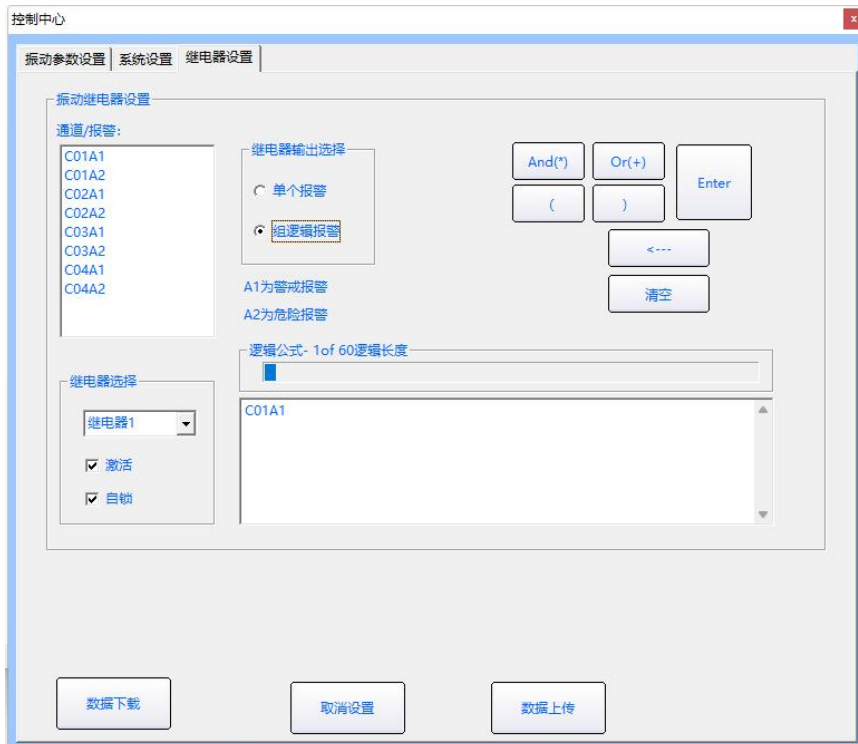 控制中心
x
振动参数设置 系统设置 继电器设置
振动继电器设置
通道/报警:
C01A1
C01A2
C02A1
C02A2
C03A1
C03A2
C04A1
C04A2
继电器输出选择
单个报警
组逻辑报警
And(*) Or(+) Enter
( )
<---
清空
A1为警戒报警
A2为危险报警
逻辑公式- 1of 60逻辑长度
继电器选择
继电器1
激活
自锁
C01A1
数据下载 取消设置 数据上传